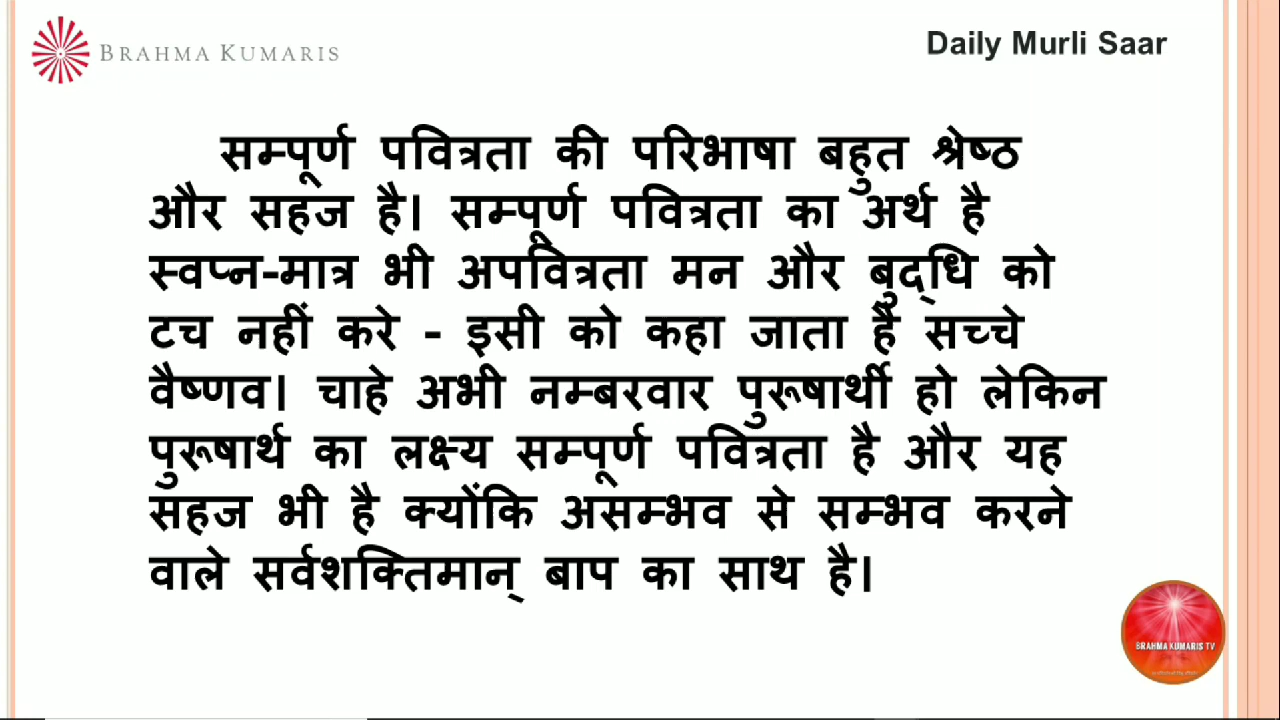 BRAHMA KUMARIS
Daily Murli Saar
सम्पूर्ण पवित्रता की परिभाषा बहुत श्रेष्ठ
और सहज है। सम्पूर्ण पवित्रता का अर्थ है
स्वप्न-मात्र भी अपवित्रता मन और बुद्धि को
टच नहीं करे - इसी को कहा जाता है सच्चे
वैष्णव। चाहे अभी नम्बरवार पुरूषार्थी हो लेकिन
पुरूषार्थ का लक्ष्य सम्पूर्ण पवित्रता है और यह
सहज भी है क्योंकि असम्भव से सम्भव करने
वाले सर्वशक्तिमान् बाप का साथ है।
BRAHMA KUMARIS TV